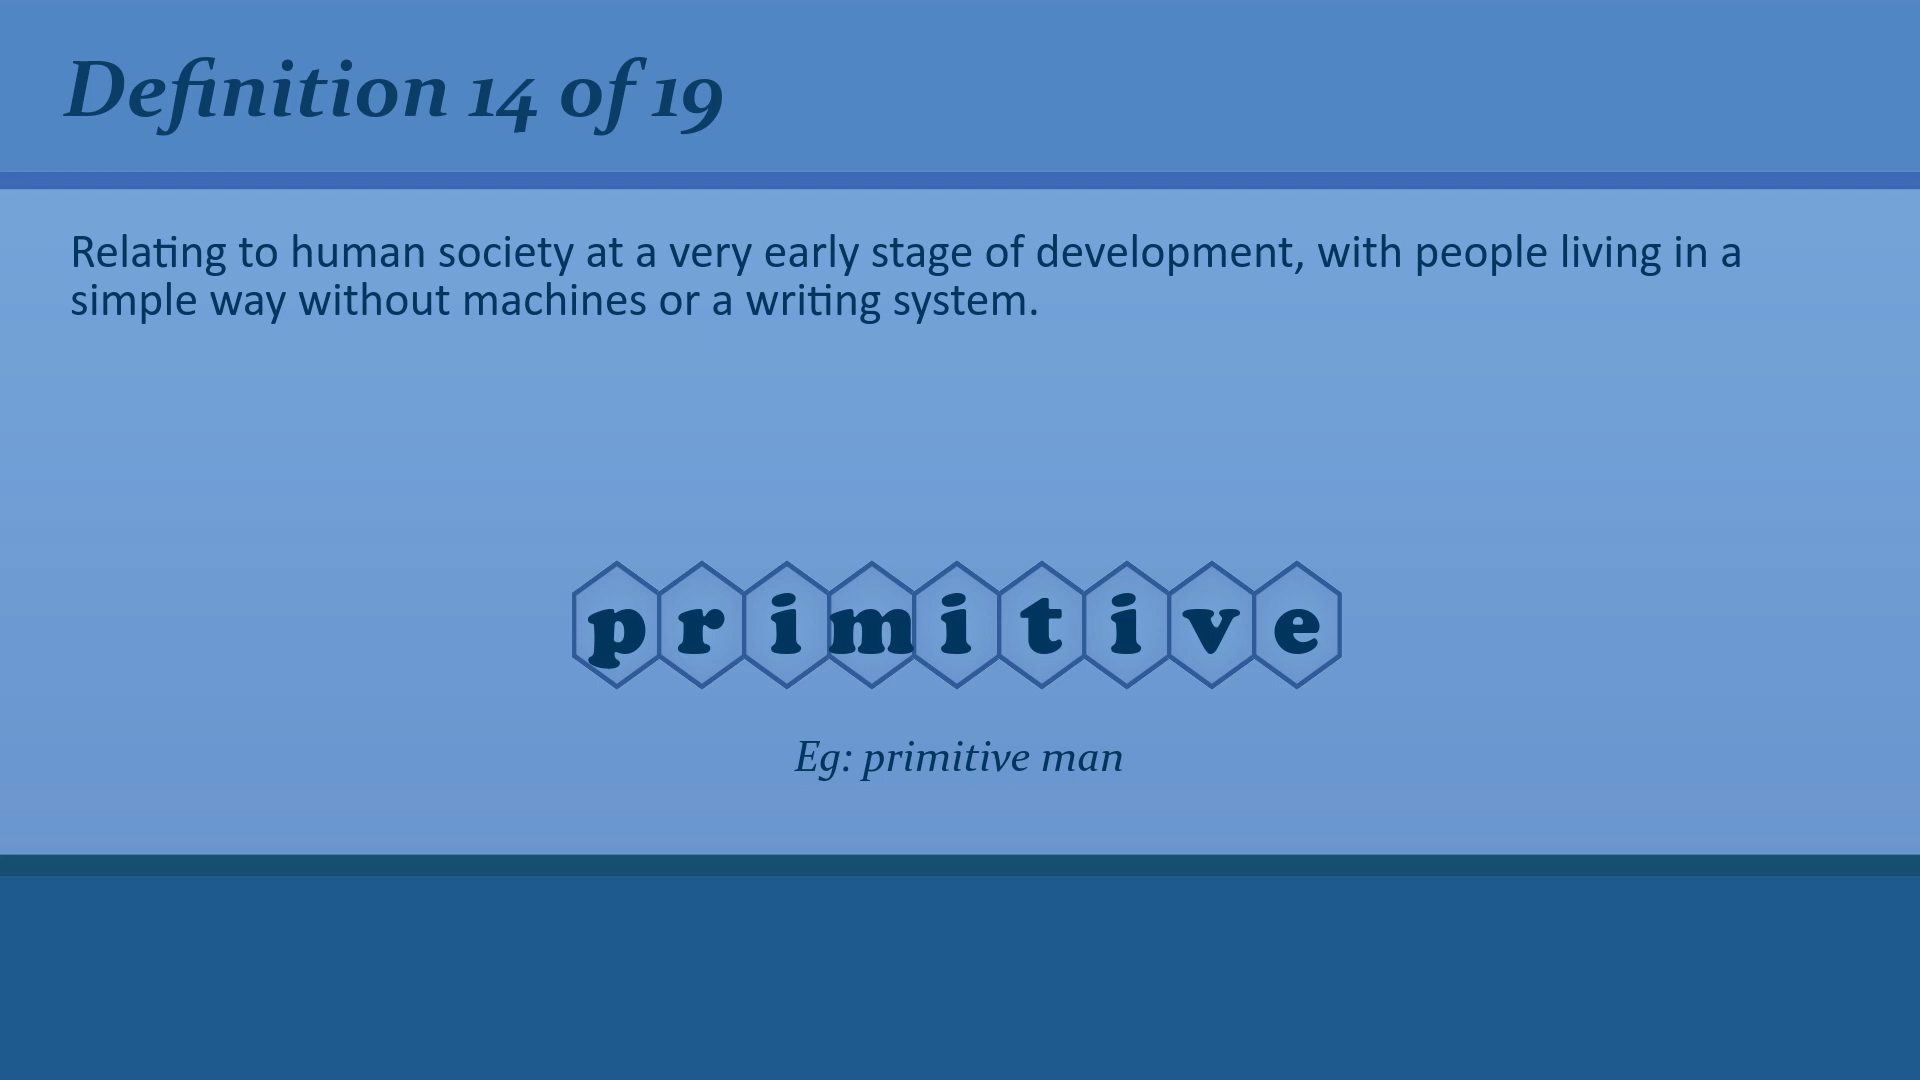 Definition 14 of 19
Relating to human society at a very early stage of development, with people living in a
simple way without machines or a writing system.
primitive
Eg: primitive man